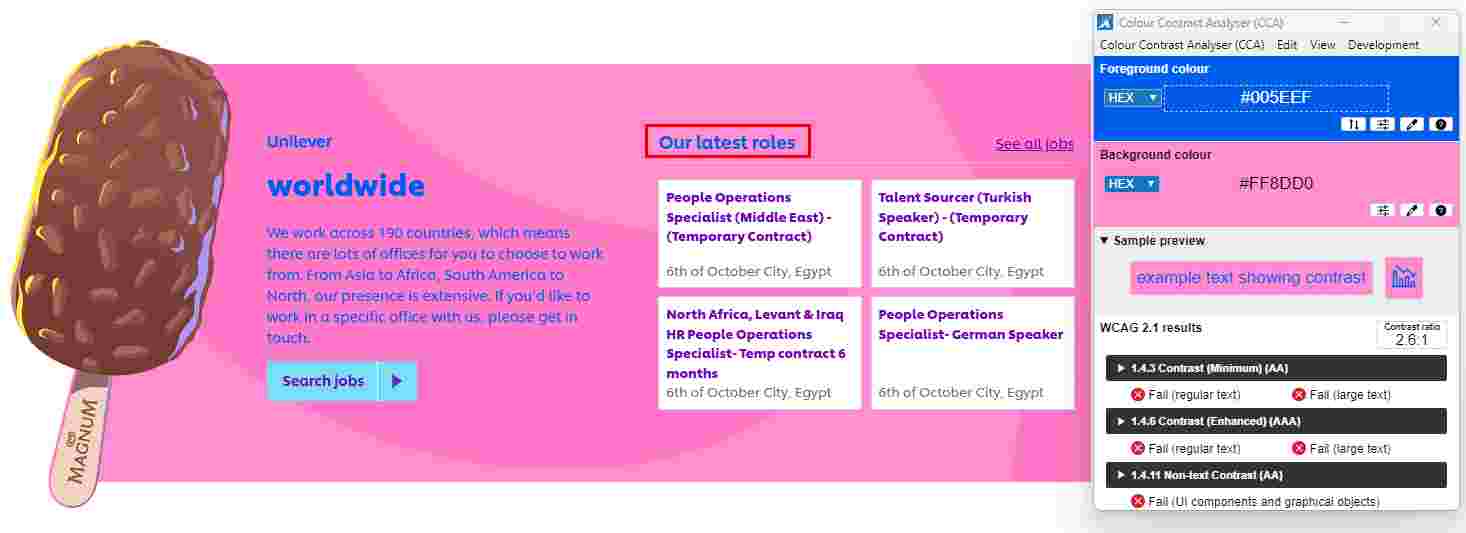 Unilever
worldwide
We work across 190 countries, which means
there are lots of offices for you to choose to work
from. From Asia to Africa, South America to
North, our presence is extensive. If you'd like to
work in a specific office with us, please get in
touch.
Search jobs
MAGNUM
Our latest roles
See all jobs
People Operations
Specialist (Middle East) -
(Temporary Contract)
6th of October City, Egypt
Talent Sourcer (Turkish
Speaker) - (Temporary
Contract)
6th of October City, Egypt
North Africa, Levant & Iraq
HR People Operations
Specialist- Temp contract 6
months
6th of October City, Egypt
People Operations
Specialist- German Speaker
6th of October City, Egypt
Colour Contrast Analyser (CCA)
Colour Contrast Analyser (CCA) Edit View Development
Foreground colour
HEX #005EEF
Background colour
HEX #FF8DD0
Sample preview
example text showing contrast
WCAG 2.1 results
Contrast ratio
2.6:1
1.4.3 Contrast (Minimum) (AA)
Fail (regular text) Fail (large text)
1.4.6 Contrast (Enhanced) (AAA)
Fail (regular text) Fail (large text)
1.4.11 Non-text Contrast (AA)
Fail (UI components and graphical objects)